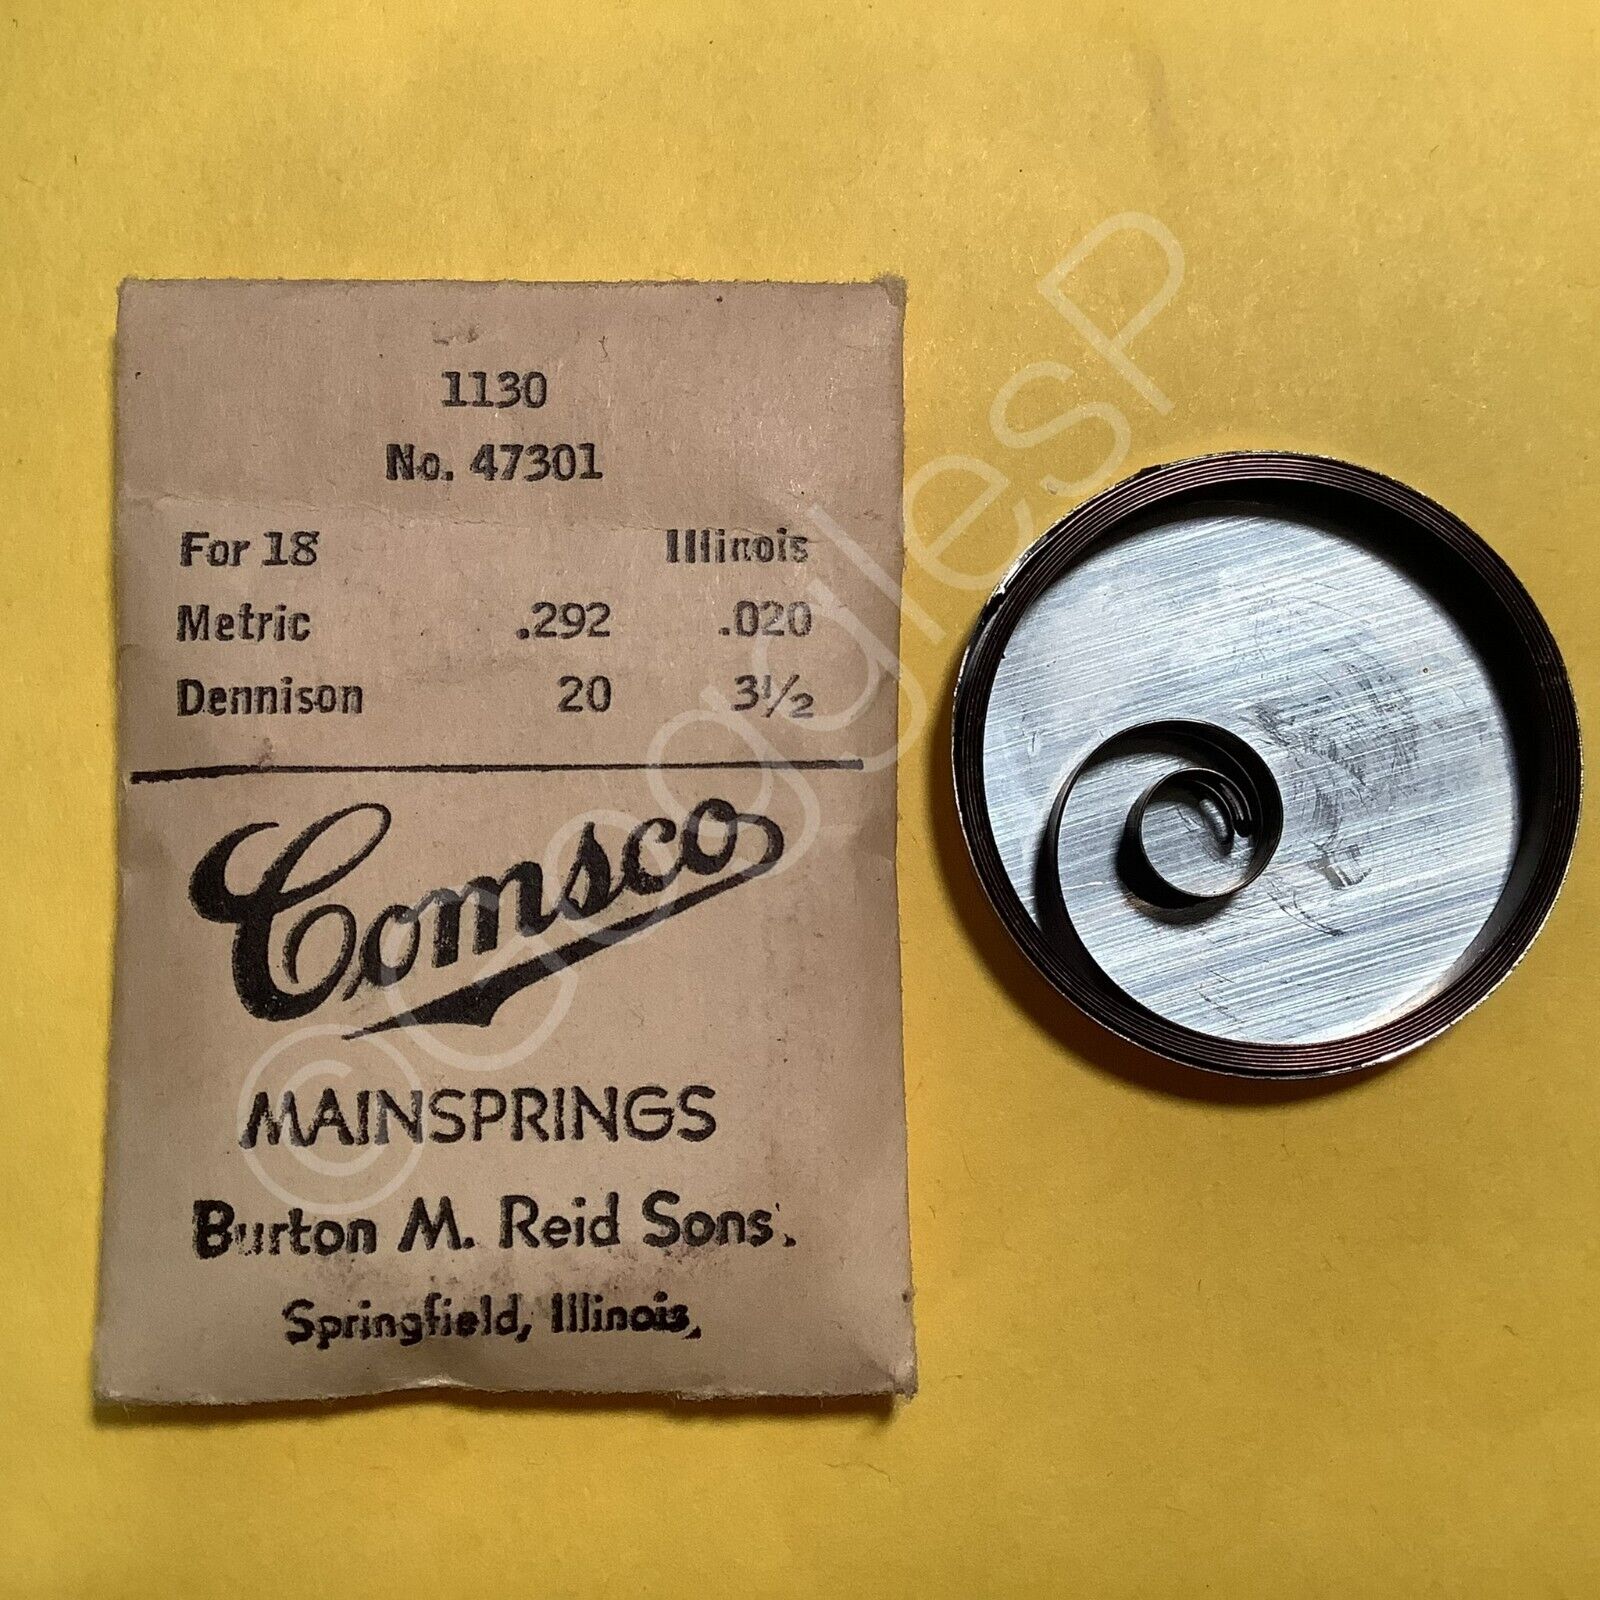 1130
No. 47301
For 18 Illinois
Metric .292 .020
Dennison 20 3½
Comsco
MAINSPRINGS
Burton M. Reid Sons.
Springfield, Illinois,
©GogglesP